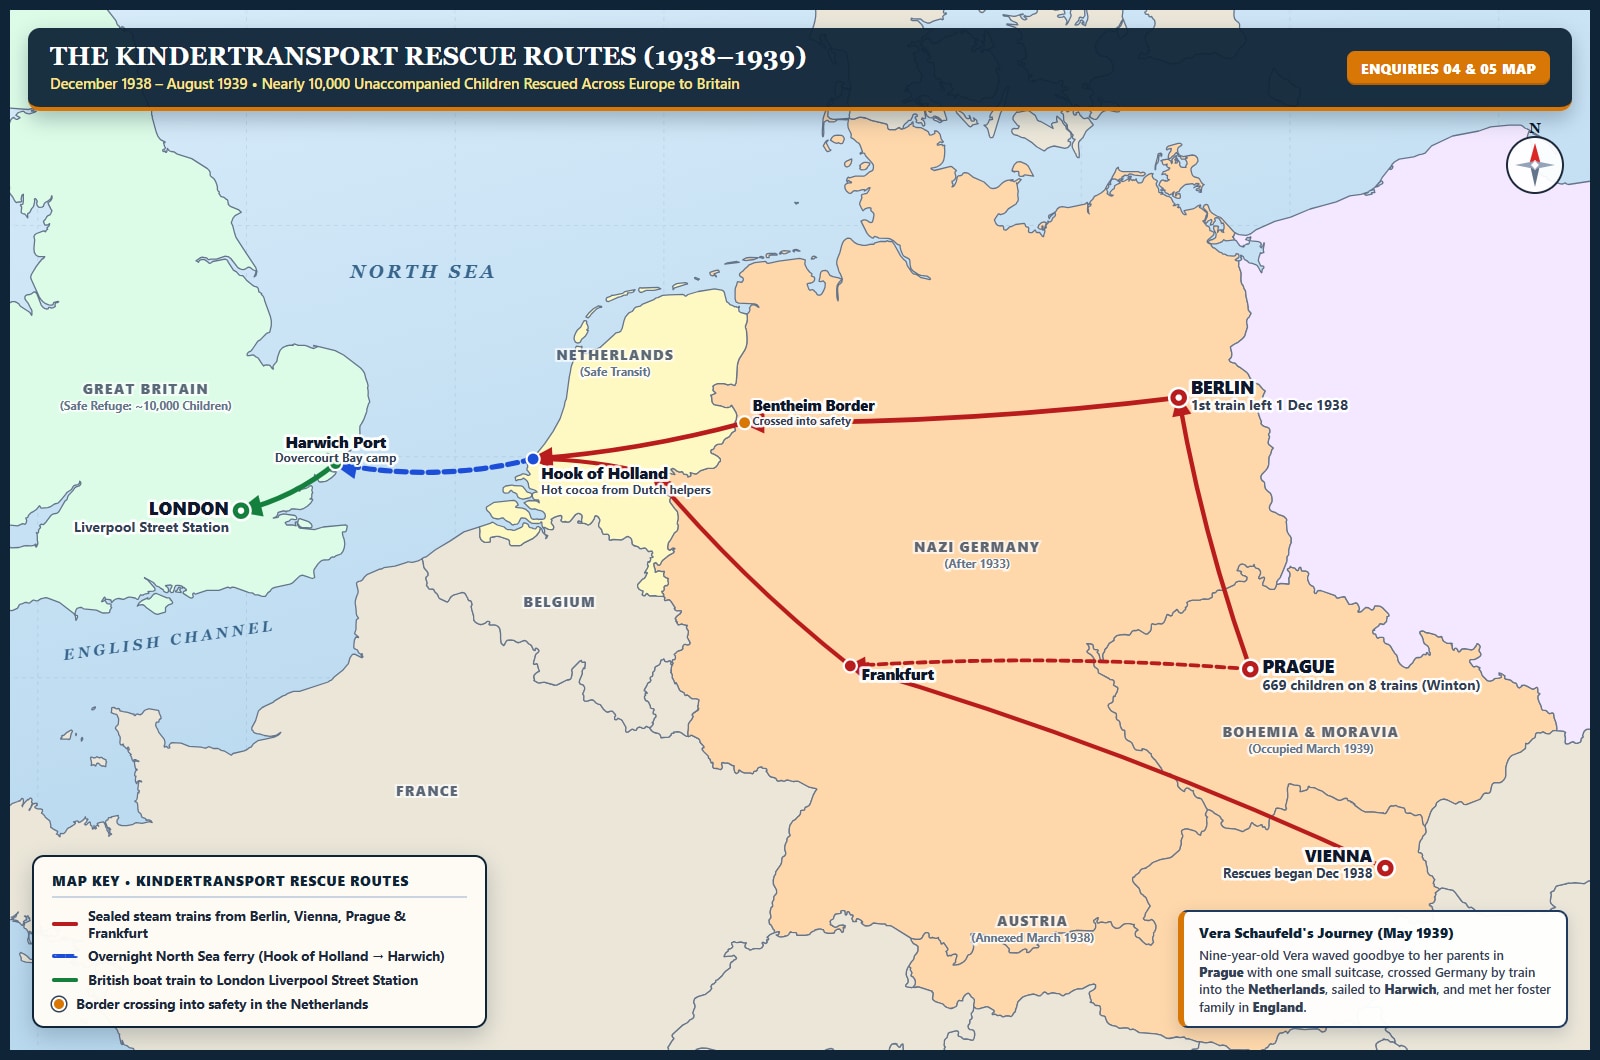 THE KINDERTRANSPORT RESCUE ROUTES (1938–1939)
December 1938 – August 1939 • Nearly 10,000 Unaccompanied Children Rescued Across Europe to Britain
ENQUIRIES 04 & 05 MAP
N
NORTH SEA
NETHERLANDS
(Safe Transit)
GREAT BRITAIN
(Safe Refuge: ~10,000 Children)
BERLIN
1st train left 1 Dec 1938
Bentheim Border
Crossed into safety
Harwich Port
Dovercourt Bay camp
Hook of Holland
Hot cocoa from Dutch helpers
LONDON
Liverpool Street Station
NAZI GERMANY
(After 1933)
BELGIUM
ENGLISH CHANNEL
Frankfurt
PRAGUE
669 children on 8 trains (Winton)
BOHEMIA & MORAVIA
(Occupied March 1939)
FRANCE
VIENNA
Rescues began Dec 1938
AUSTRIA
(Annexed March 1938)
MAP KEY • KINDERTRANSPORT RESCUE ROUTES
Sealed steam trains from Berlin, Vienna, Prague &
Frankfurt
Overnight North Sea ferry (Hook of Holland → Harwich)
British boat train to London Liverpool Street Station
Border crossing into safety in the Netherlands
Vera Schaufeld's Journey (May 1939)
Nine-year-old Vera waved goodbye to her parents in
Prague with one small suitcase, crossed Germany by train
into the Netherlands, sailed to Harwich, and met her foster
family in England.